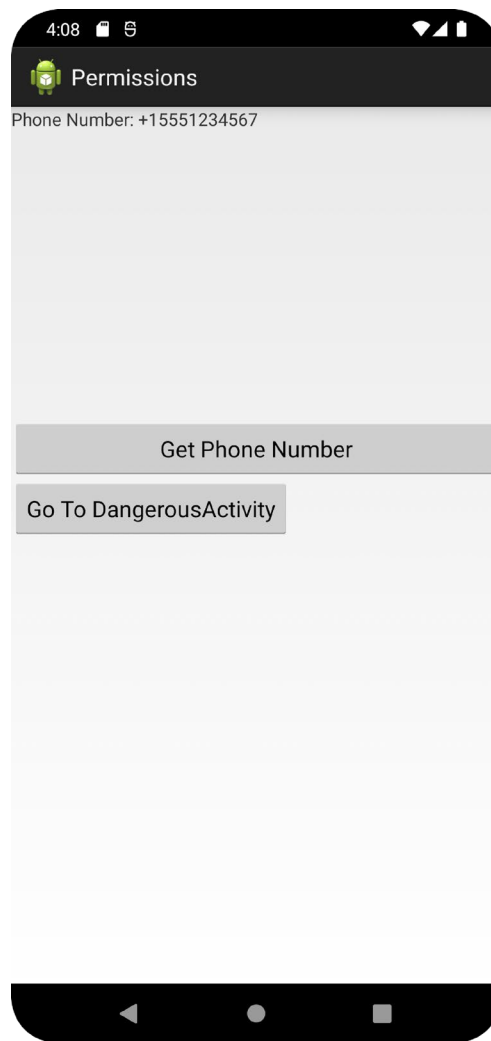 4:08
Permissions
Phone Number: +15551234567
Get Phone Number
Go To DangerousActivity